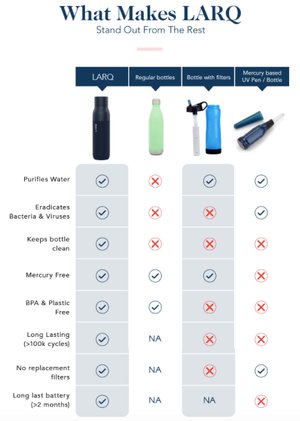 What Makes LARQ
Stand Out From The Rest
LARQ
Regular bottles
Bottle with filters
Mercury based
UV Pen / Bottle
LARQ
Purifies Water
Eradicates
Bacteria & Viruses
Keeps bottle
clean
Mercury Free
BPA & Plastic
Free
Long Lasting
(>100k cycles)
NA
No replacement
filters
NA
Long last battery
(>2 months)
NA
NA